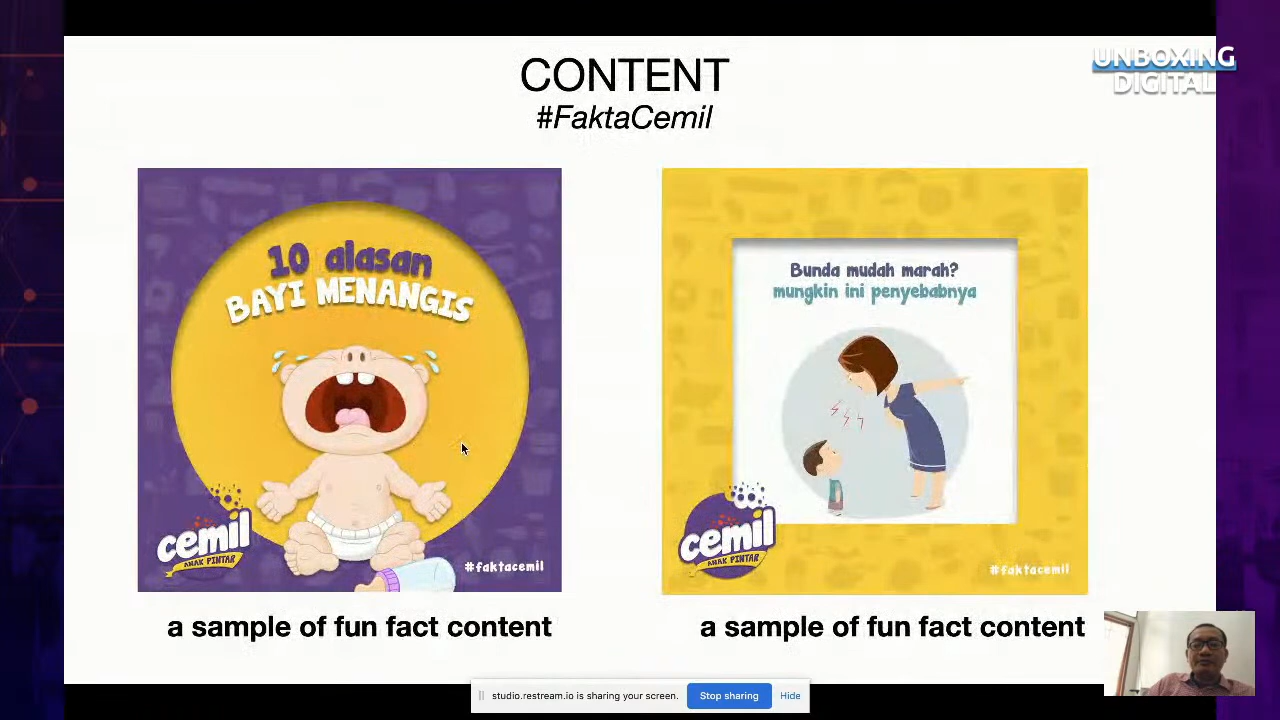 CONTENT
#FaktaCemil
UNBOXING
DIGITAL
10 alasan
BAYI MENANGIS
cemil
ANAK PINTAR
#faktacemil
Bunda mudah marah?
mungkin ini penyebabnya
cemil
ANAK PINTAR
#faktacemil
a sample of fun fact content
a sample of fun fact content
studio.restream.io is sharing your screen.
Stop sharing
Hide